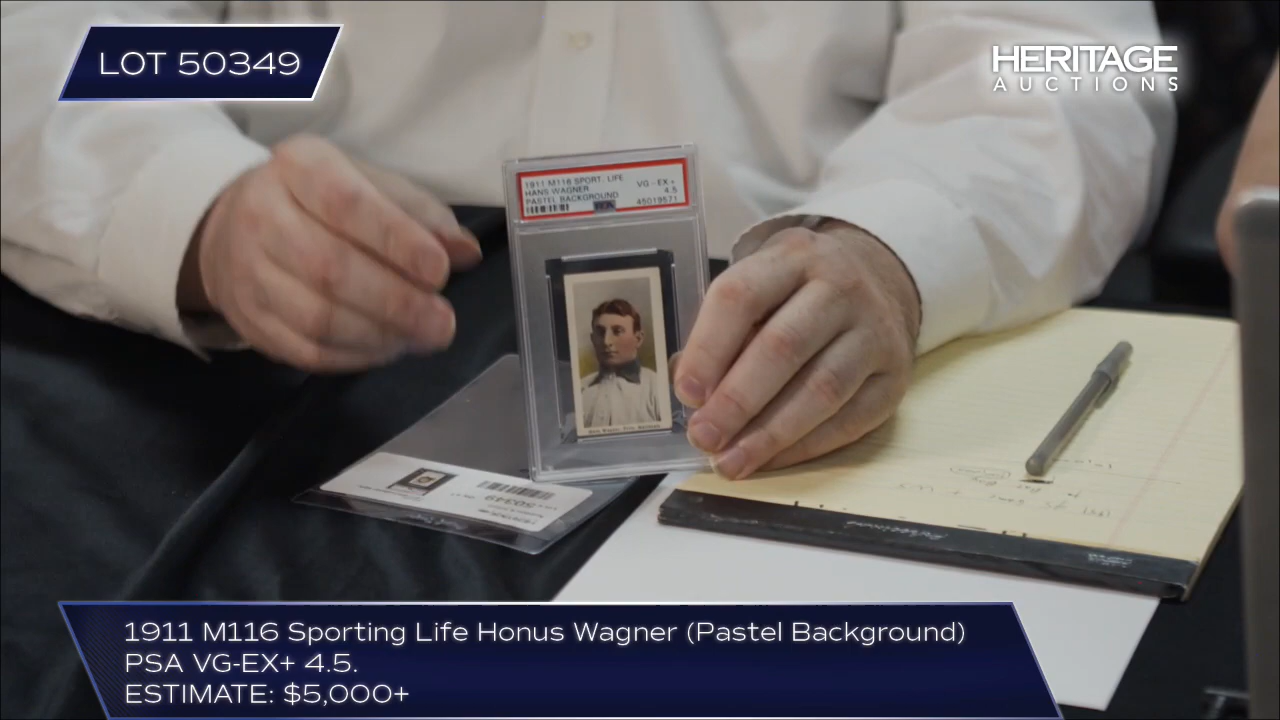 LOT 50349
HERITAGE
AUCTIONS
1911 M116 SPORT. LIFE
HANS WAGNER VG-EX+
PASTEL BACKGROUND 4.5
45019571
50349
1911 M116 Sporting Life Honus Wagner (Pastel Background)
PSA VG-EX+ 4.5.
ESTIMATE: $5,000+